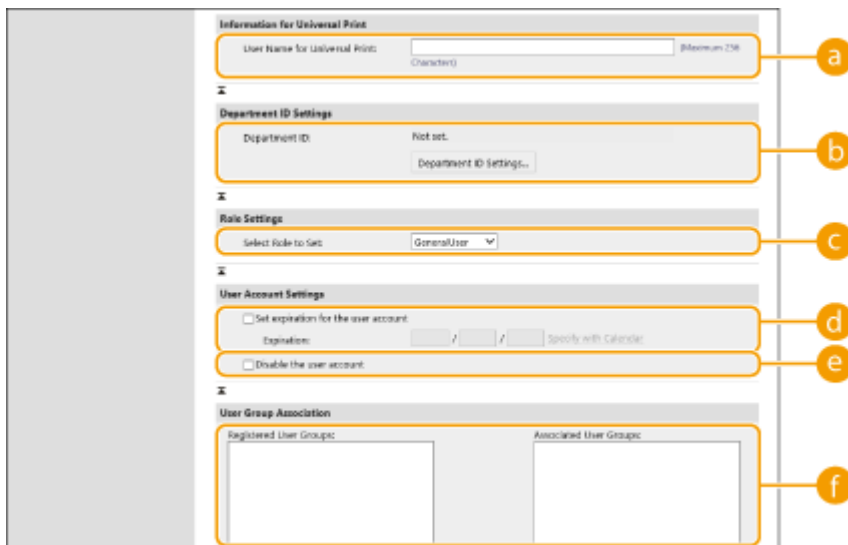 Information for Universal Print
User Name for Universal Print: (Maximum 256
Characters)
a
Department ID Settings
Department ID: Not set.
Department ID Settings...
b
Role Settings
Select Role to Set: GeneralUser
c
User Account Settings
Set expiration for the user account
Expiration: / / Specify with Calendar
d
Disable the user account
e
User Group Association
Registered User Groups: Associated User Groups:
f